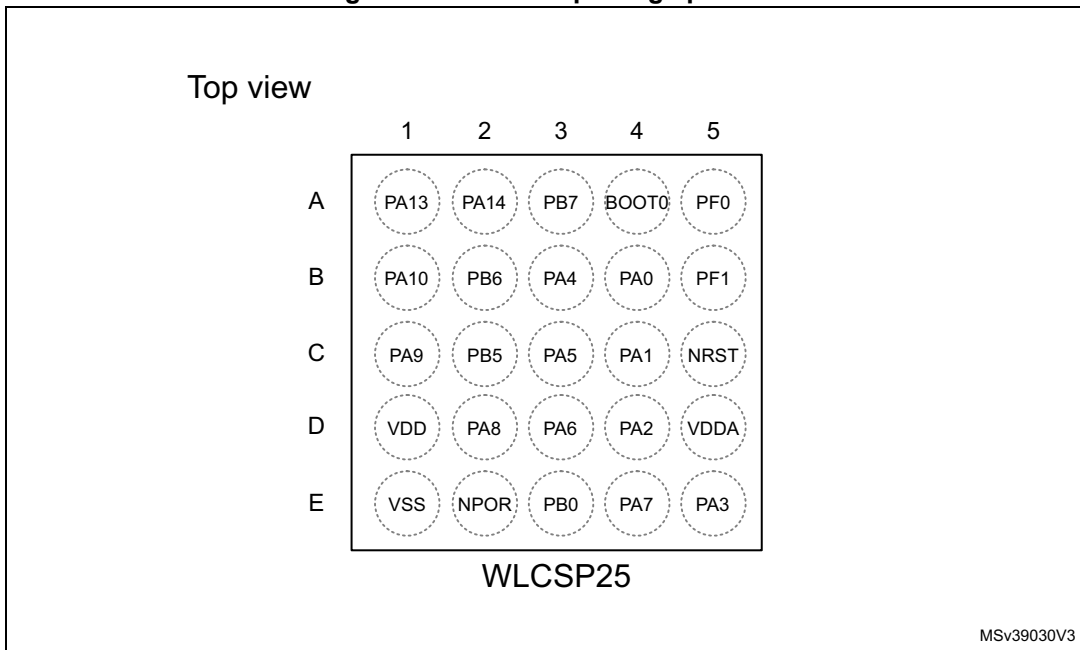 Top view
1 2 3 4 5
A PA13 PA14 PB7 BOOT0 PF0
B PA10 PB6 PA4 PA0 PF1
C PA9 PB5 PA5 PA1 NRST
D VDD PA8 PA6 PA2 VDDA
E VSS NPOR PB0 PA7 PA3
WLCSP25
MSv39030V3